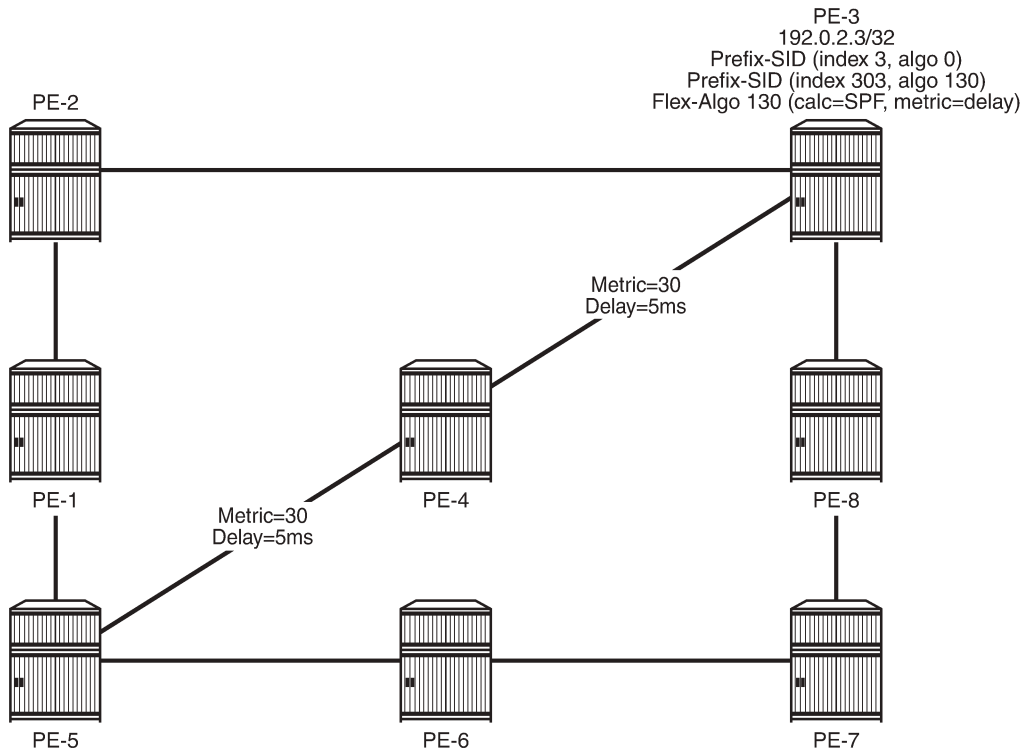 PE-3
192.0.2.3/32
Prefix-SID (index 3, algo 0)
Prefix-SID (index 303, algo 130)
Flex-Algo 130 (calc=SPF, metric=delay)
PE-2
Metric=30
Delay=5ms
PE-1
PE-4
PE-8
Metric=30
Delay=5ms
PE-5
PE-6
PE-7